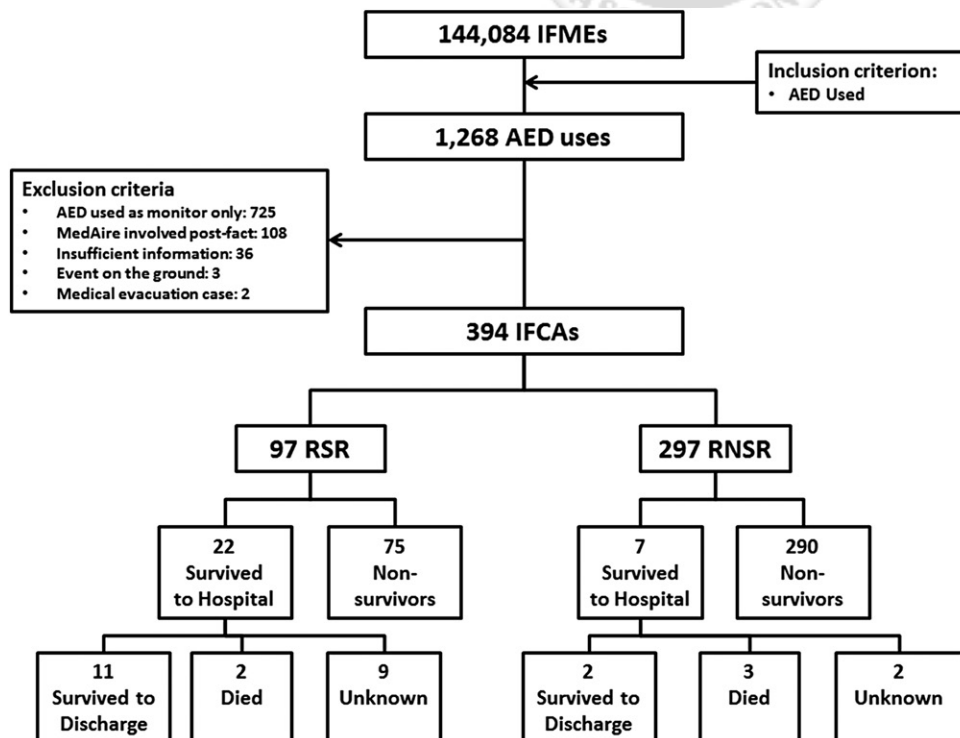 144,084 IFMEs
Inclusion criterion:
• AED Used
1,268 AED uses
Exclusion criteria
• AED used as monitor only: 725
• MedAire involved post-fact: 108
• Insufficient information: 36
• Event on the ground: 3
• Medical evacuation case: 2
394 IFCAs
97 RSR
297 RNSR
22
Survived
to Hospital
75
Non-
survivors
7
Survived
to Hospital
290
Non-
survivors
11
Survived to
Discharge
2
Died
9
Unknown
2
Survived to
Discharge
3
Died
2
Unknown